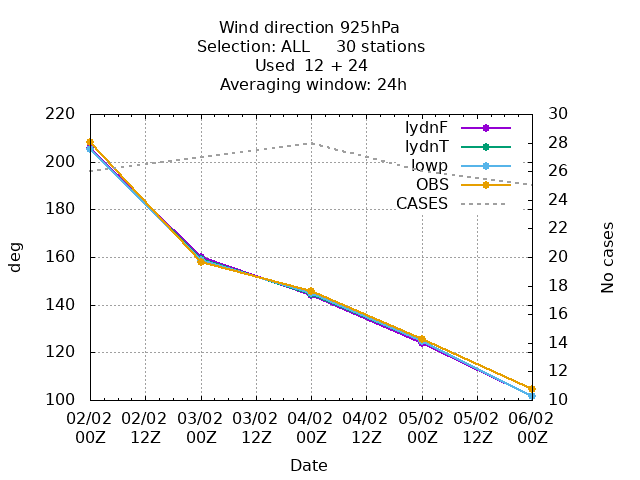 Wind direction 925hPa
Selection: ALL 30 stations
Used 12 + 24
Averaging window: 24h
220 30
200 28
180 26
160 24
140 22
120 20
100 18
16
14
12
10
lydnF
lydnT
lowp
OBS
CASES
deg
No cases
02/02 02/02 03/02 03/02 04/02 04/02 05/02 05/02 06/02
00Z 12Z 00Z 12Z 00Z 12Z 00Z 12Z 00Z
Date